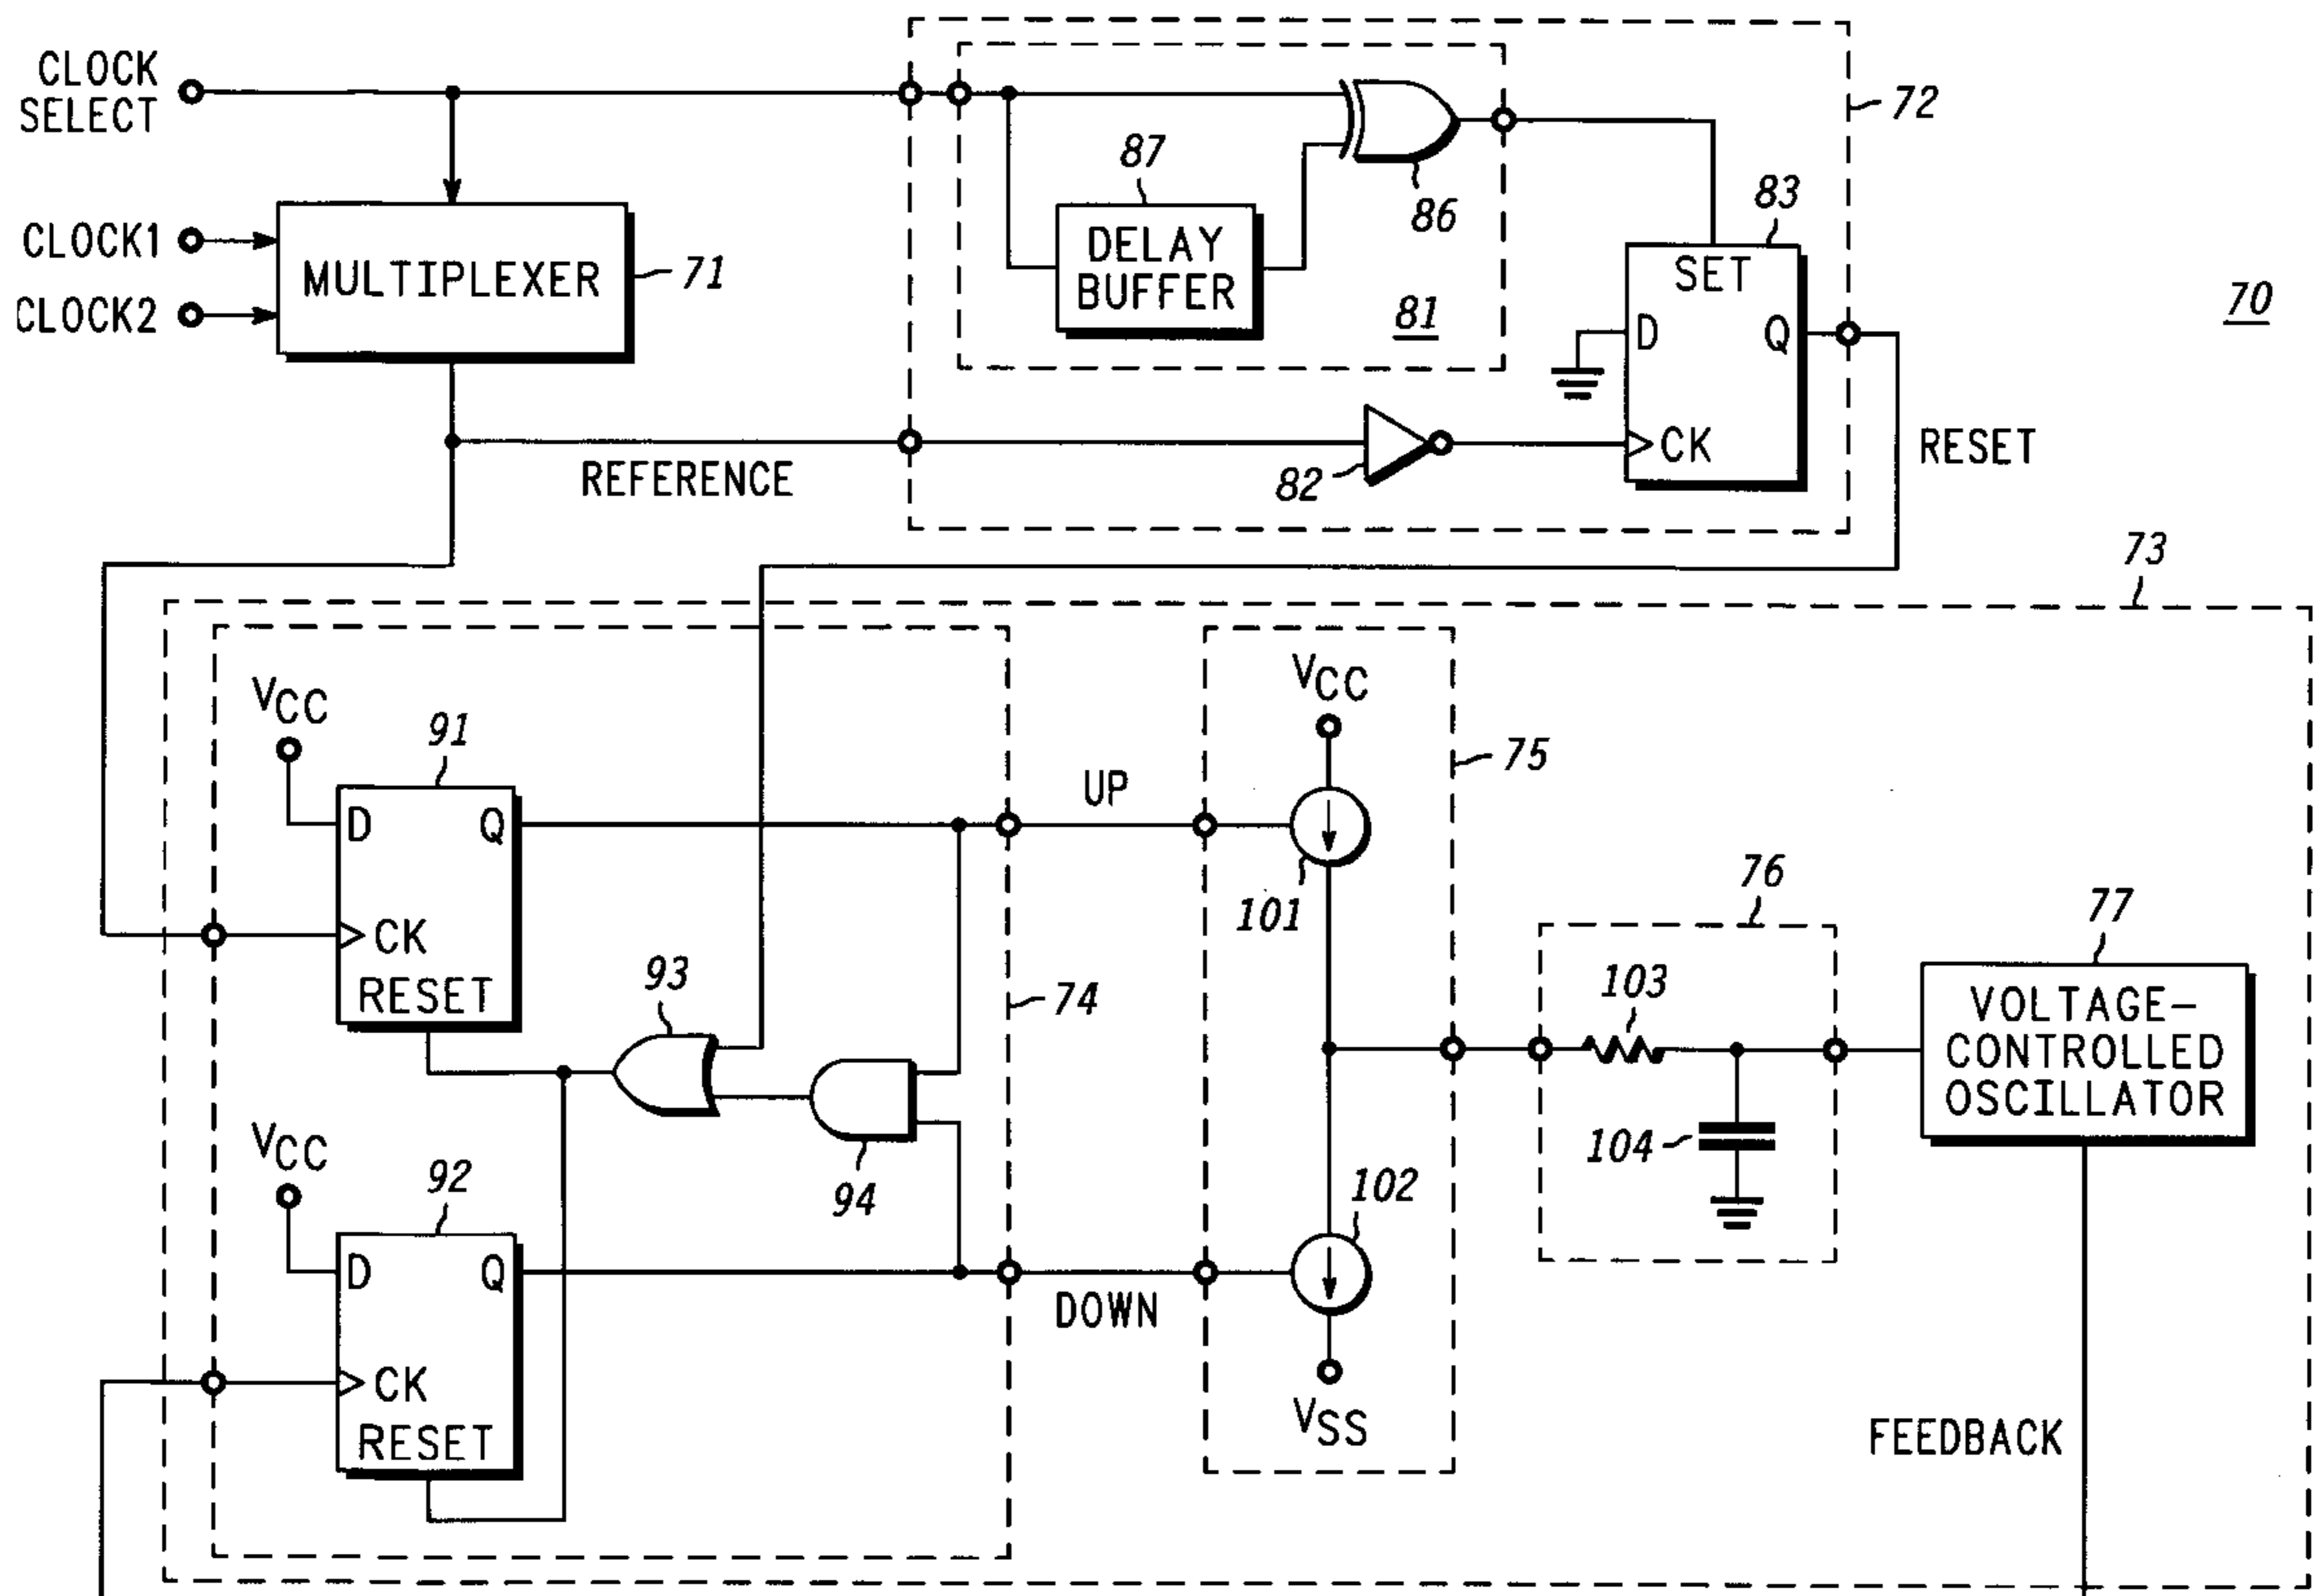 CLOCK
SELECT
72
87
83
86
CLOCK1
DELAY
BUFFER
SET
71
MULTIPLEXER
70
CLOCK2
81
D
Q
CK
RESET
REFERENCE
82
73
VCC
VCC
91
75
UP
D
Q
76
77
101
CK
93
RESET
74
103
VOLTAGE-
CONTROLLED
OSCILLATOR
VCC
104
92
94
102
D
Q
DOWN
CK
VSS
RESET
FEEDBACK